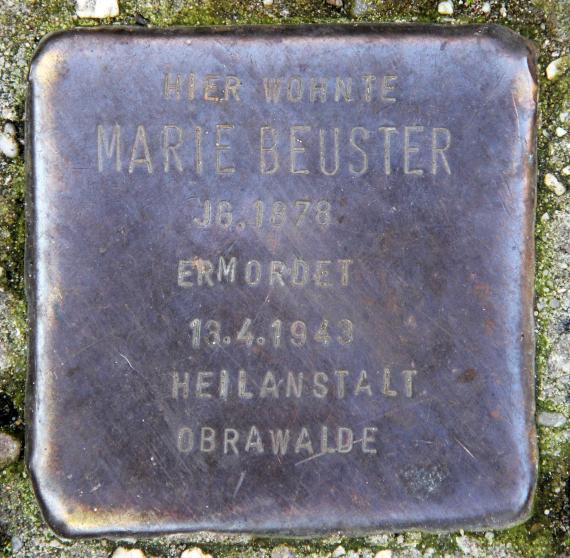 HIER WOHNTE
MARIE BEUSTER
JG. 1878
ERMORDET
13.4.1943
HEILANSTALT
OBRAWALDE